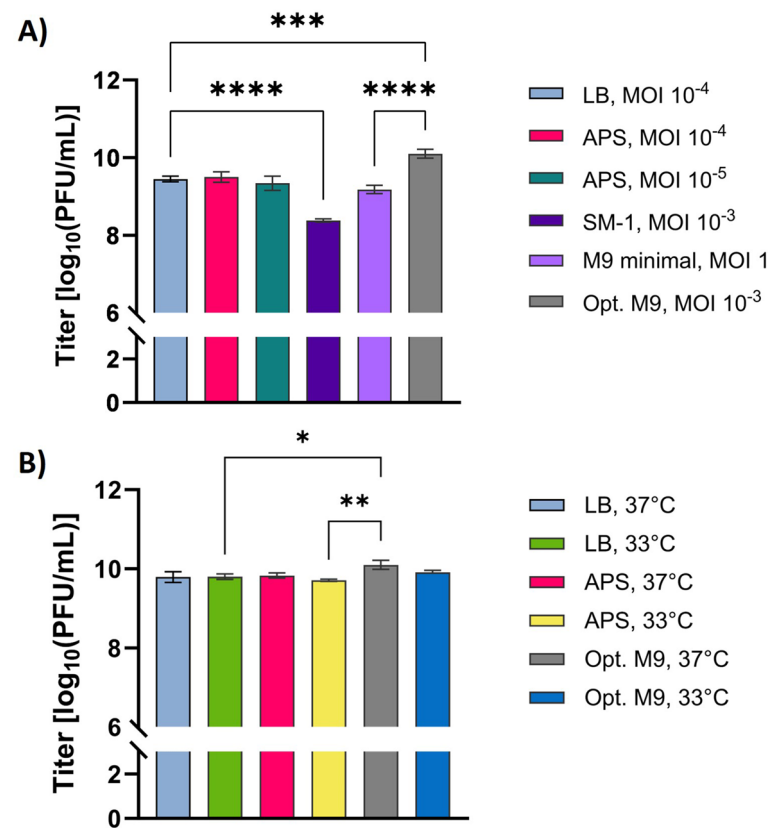 A)
***
****
****
12
10
8
6
2
0
Titer [log₁₀(PFU/mL)]
LB, MOI 10⁻⁴
APS, MOI 10⁻⁴
APS, MOI 10⁻⁵
SM-1, MOI 10⁻³
M9 minimal, MOI 1
Opt. M9, MOI 10⁻³
B)
*
**
12
10
8
6
2
0
Titer [log₁₀(PFU/mL)]
LB, 37°C
LB, 33°C
APS, 37°C
APS, 33°C
Opt. M9, 37°C
Opt. M9, 33°C